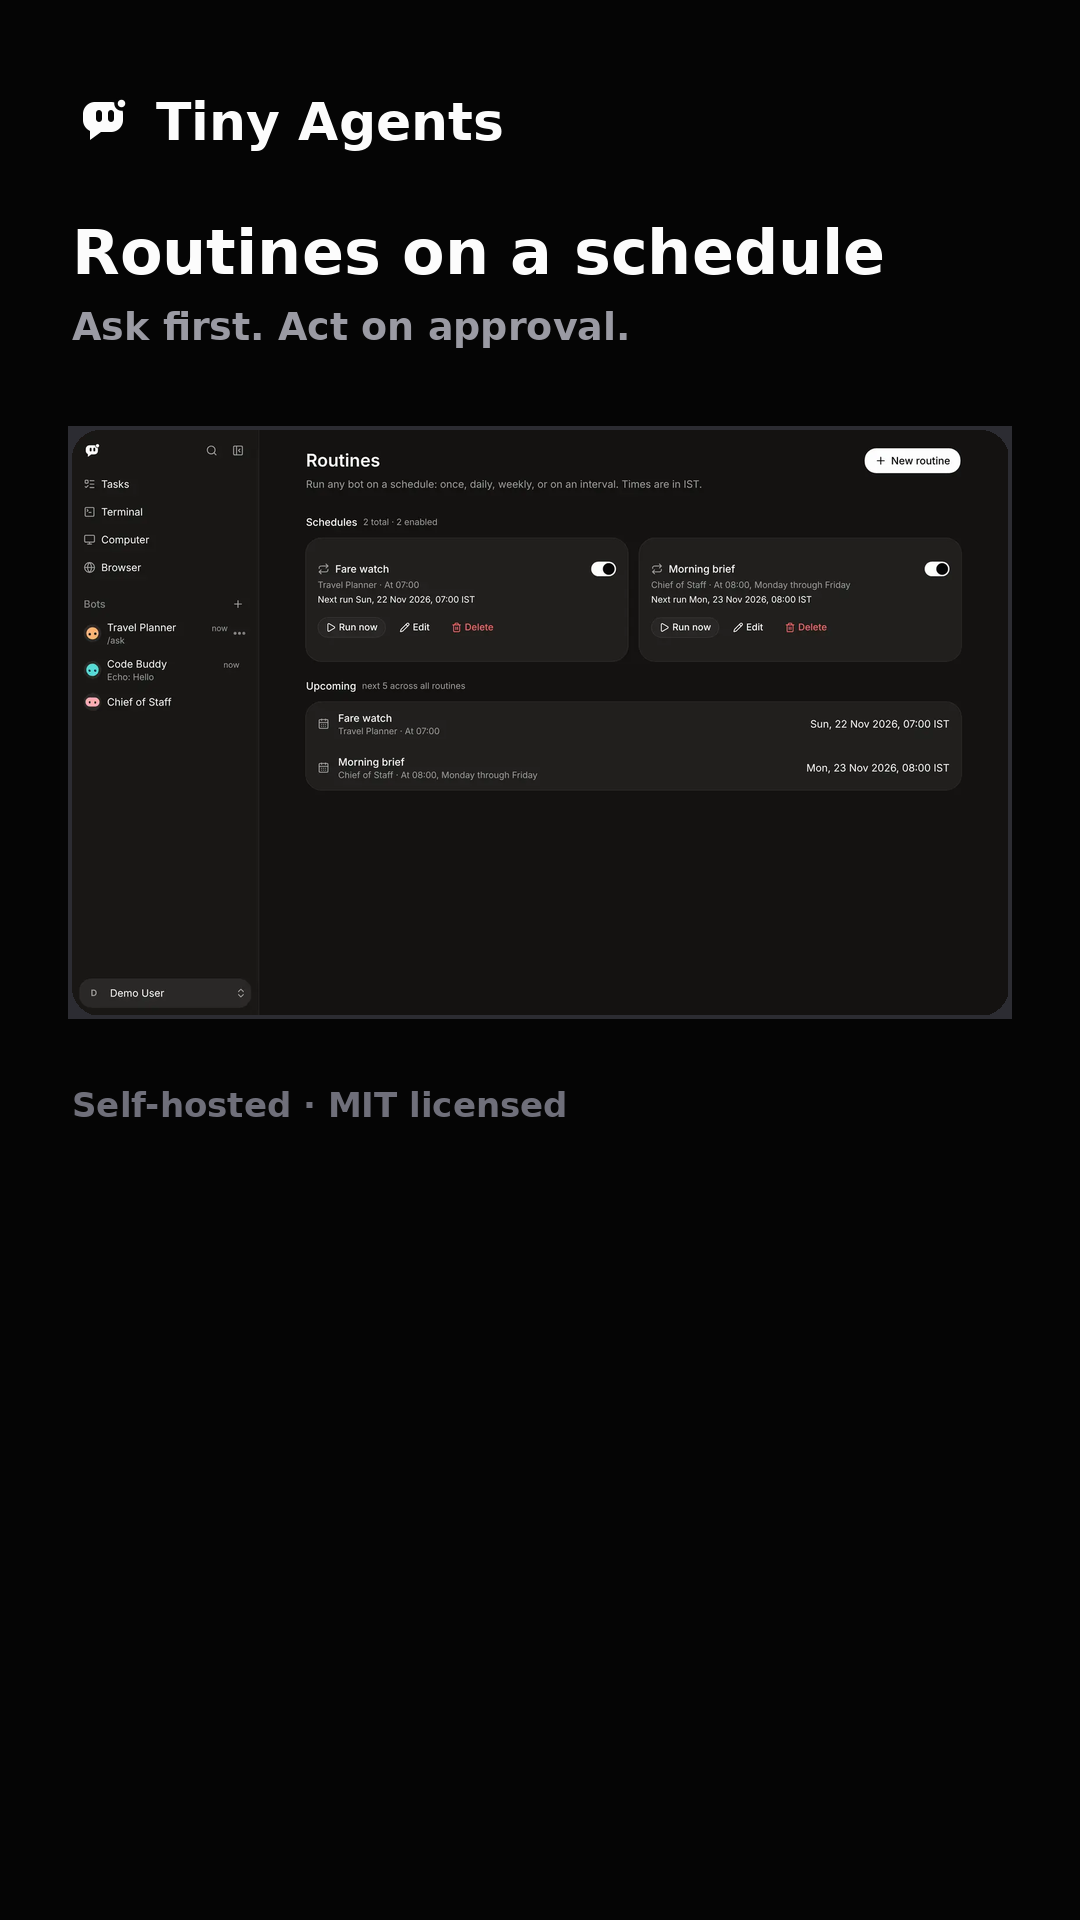 Tiny Agents
Routines on a schedule
Ask first. Act on approval.
Tasks
Terminal
Computer
Browser
Bots
Travel Planner now
/ask
Code Buddy now
Echo: Hello
Chief of Staff
D Demo User
Routines
New routine
Run any bot on a schedule: once, daily, weekly, or on an interval. Times are in IST.
Schedules 2 total · 2 enabled
Fare watch
Travel Planner · At 07:00
Next run Sun, 22 Nov 2026, 07:00 IST
Run now Edit Delete
Morning brief
Chief of Staff · At 08:00, Monday through Friday
Next run Mon, 23 Nov 2026, 08:00 IST
Run now Edit Delete
Upcoming next 5 across all routines
Fare watch
Travel Planner · At 07:00
Sun, 22 Nov 2026, 07:00 IST
Morning brief
Chief of Staff · At 08:00, Monday through Friday
Mon, 23 Nov 2026, 08:00 IST
Self-hosted · MIT licensed